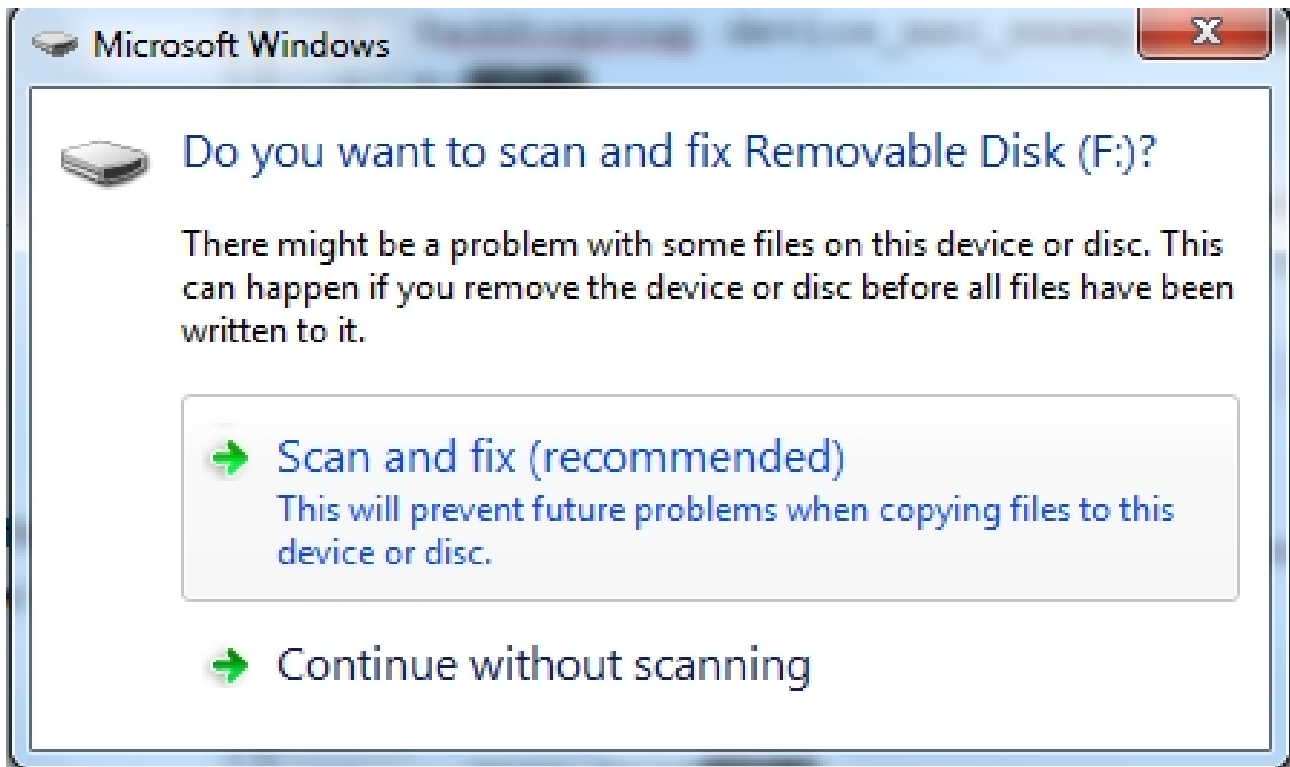 Microsoft Windows
Do you want to scan and fix Removable Disk (F:)?
There might be a problem with some files on this device or disc. This
can happen if you remove the device or disc before all files have been
written to it.
Scan and fix (recommended)
This will prevent future problems when copying files to this
device or disc.
Continue without scanning